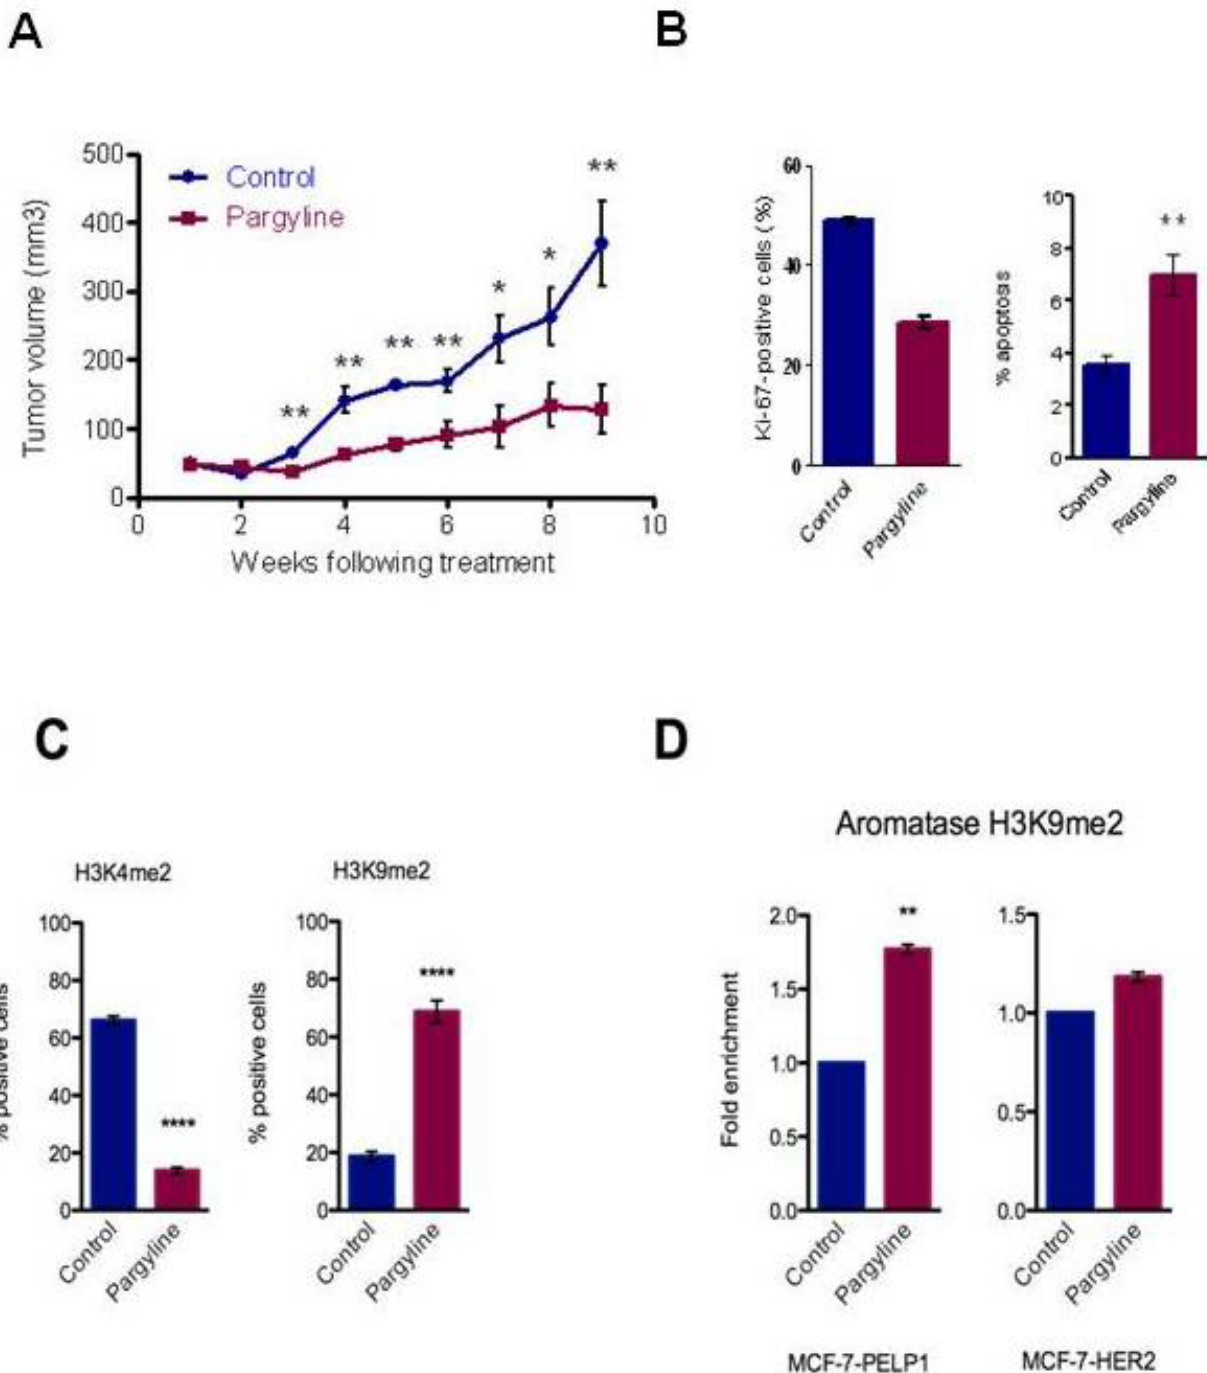 A
500
400
300
200
100
0
Tumor volume (mm3)
Control
Pargyline
**
**
**
**
*
*
**
0 2 4 6 8 10
Weeks following treatment
B
60
40
20
0
Ki-67-positive cells (%)
Control
Pargyline
10
8
6
4
2
0
% apoptosis
**
Control
Pargyline
C
H3K4me2
100
80
60
40
20
0
% positive cells
****
Control
Pargyline
H3K9me2
100
80
60
40
20
0
% positive cells
****
Control
Pargyline
D
Aromatase H3K9me2
2.0
1.5
1.0
0.5
0.0
Fold enrichment
**
Control
Pargyline
MCF-7-PELP1
1.5
1.0
0.5
0.0
Control
Pargyline
MCF-7-HER2